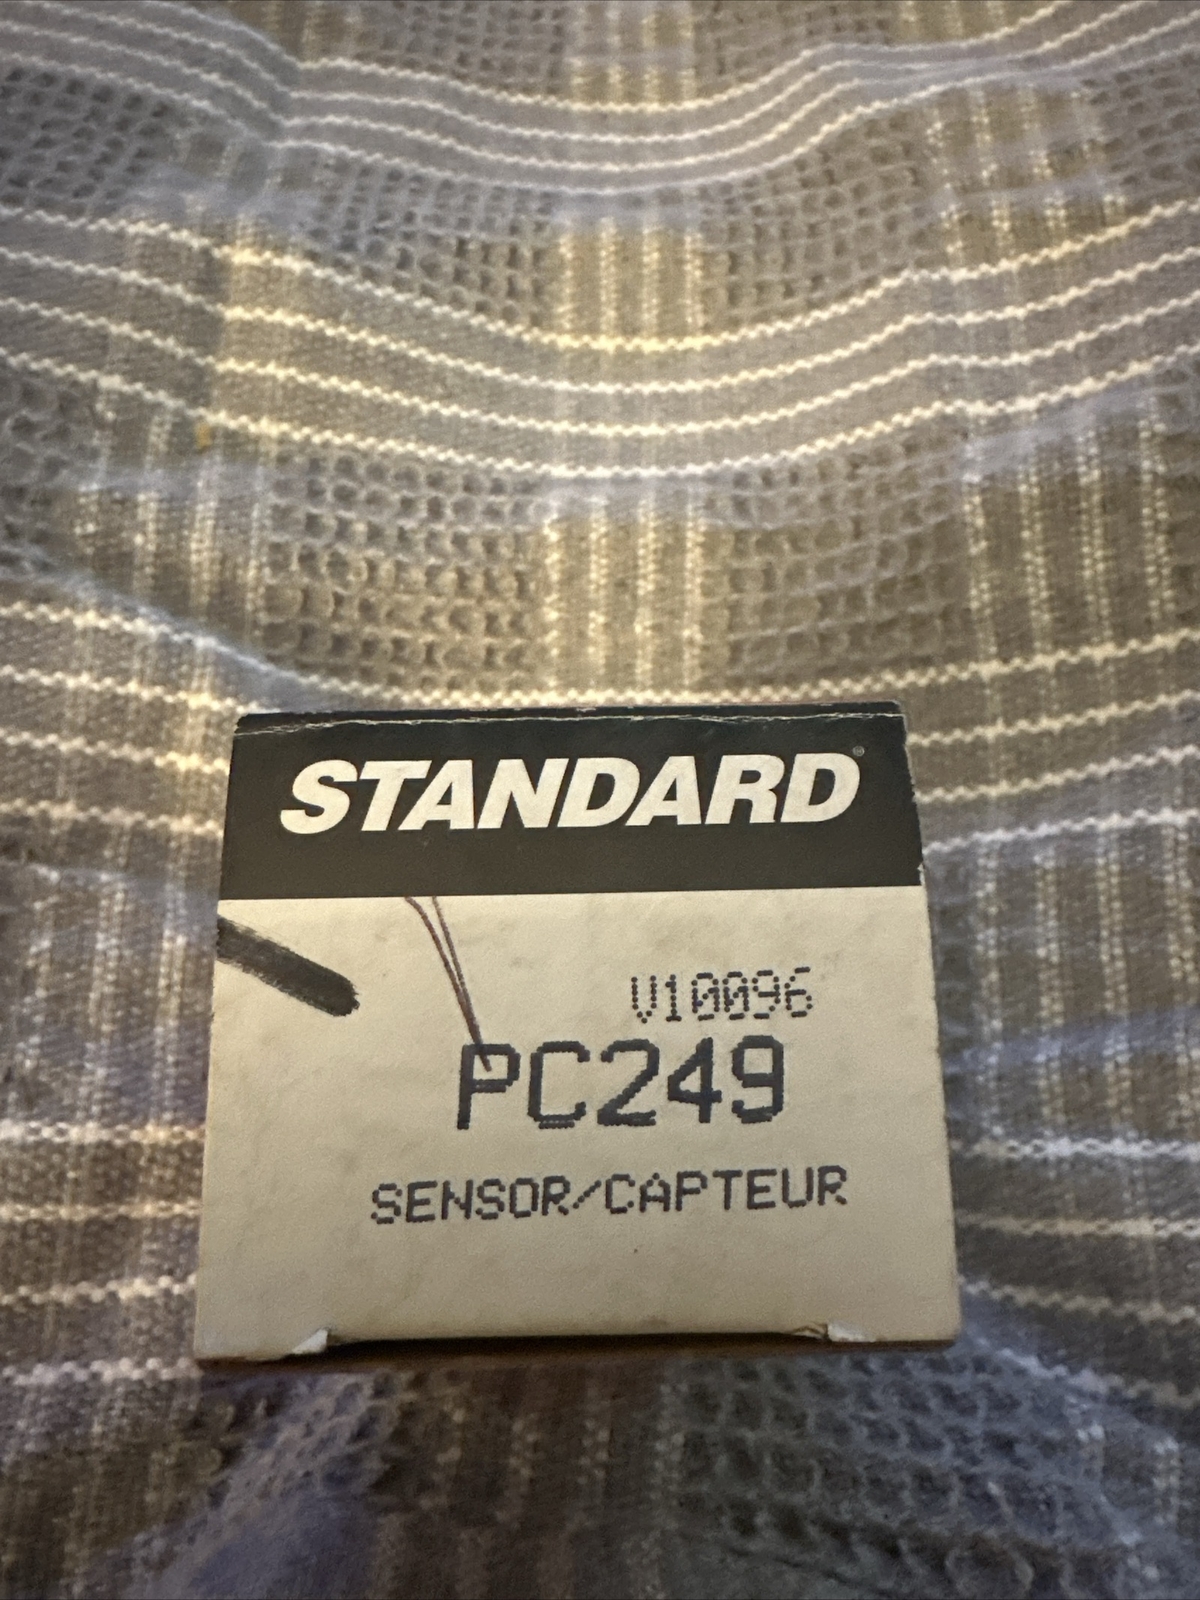 STANDARD®
V10096
PC249
SENSOR/CAPTEUR